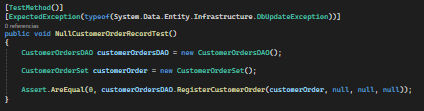 [TestMethod()]
[ExpectedException(typeof(System.Data.Entity.Infrastructure.DbUpdateException))]
0 referencias
public void NullCustomerOrderRecordTest()
{
CustomerOrdersDAO customerOrdersDAO = new CustomerOrdersDAO();
CustomerOrderSet customerOrder = new CustomerOrderSet();
Assert.AreEqual(0, customerOrdersDAO.RegisterCustomerOrder(customerOrder, null, null, null));
}